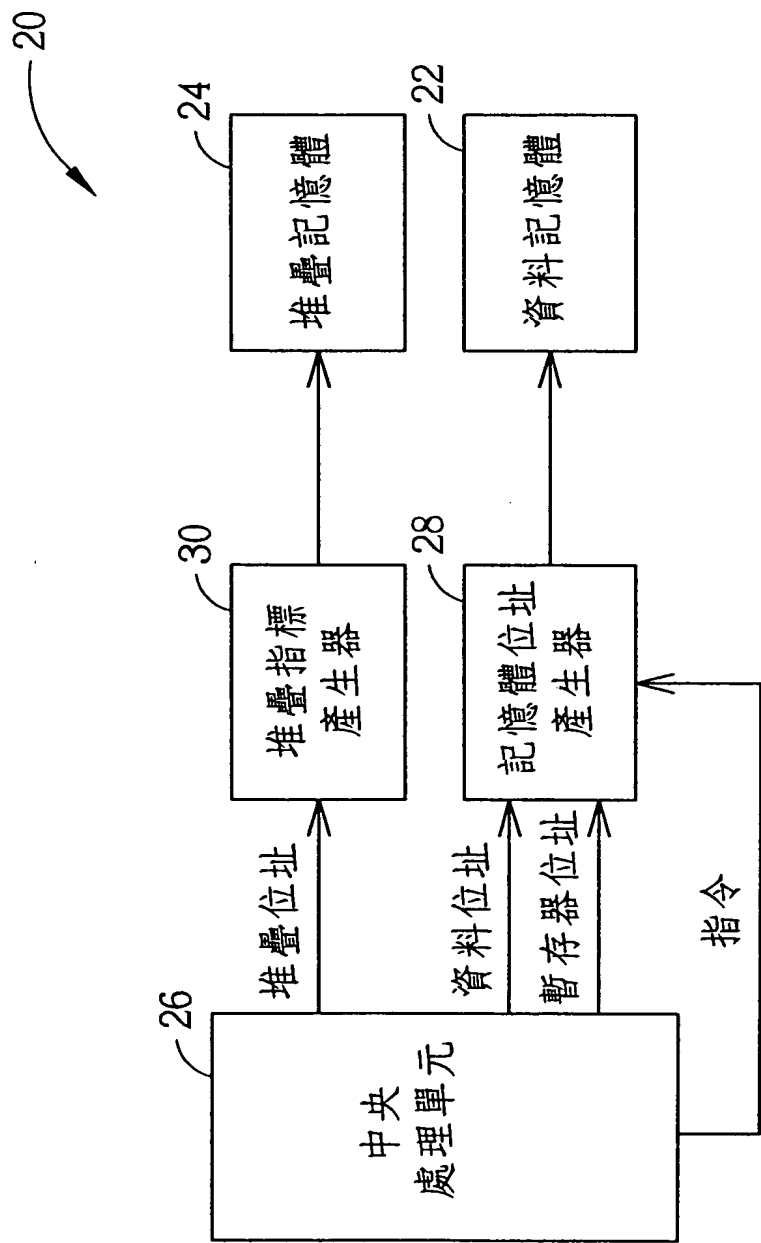 20
24
堆疊記憶體
22
資料記憶體
30
堆疊指標
產生器
28
記憶體位址
產生器
堆疊位址
資料位址
暫存器位址
指令
26
中央
處理單元